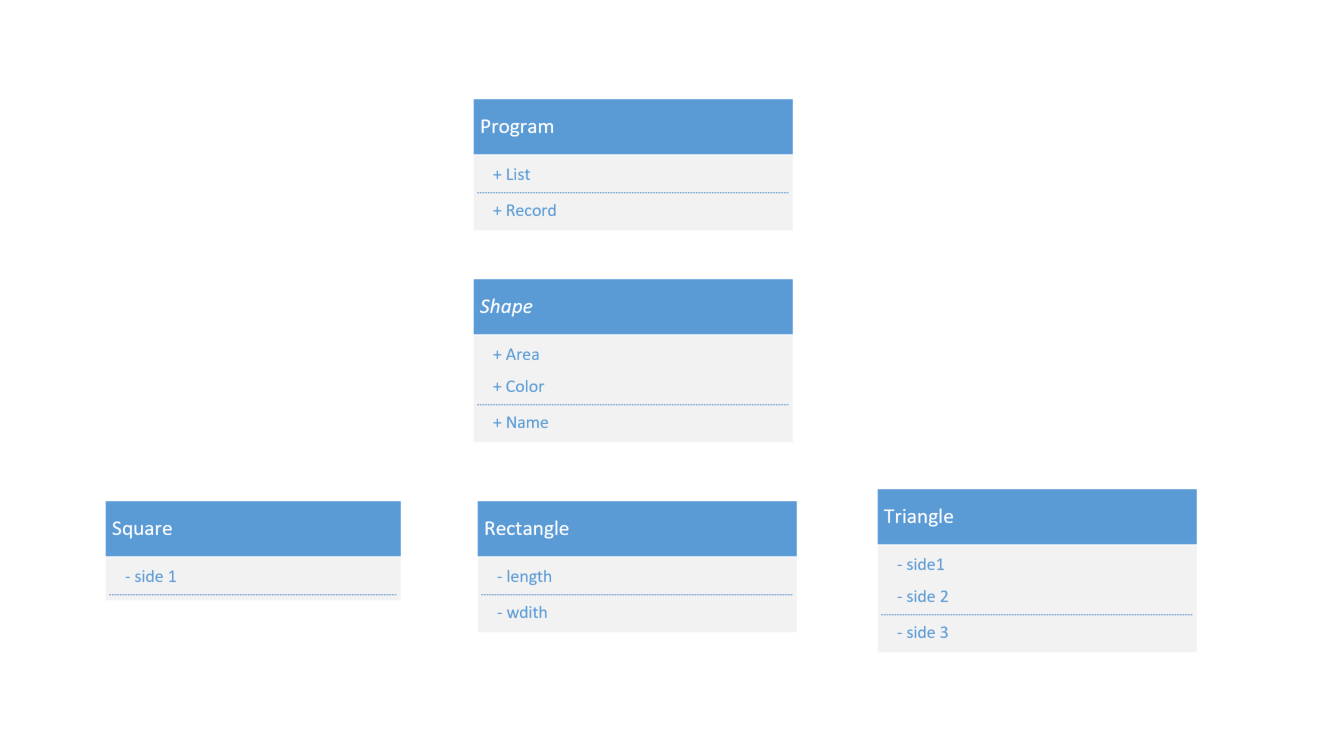 Program
+ List
+ Record
Shape
+ Area
+ Color
+ Name
Square
- side 1
Rectangle
- length
- wdith
Triangle
- side1
- side 2
- side 3